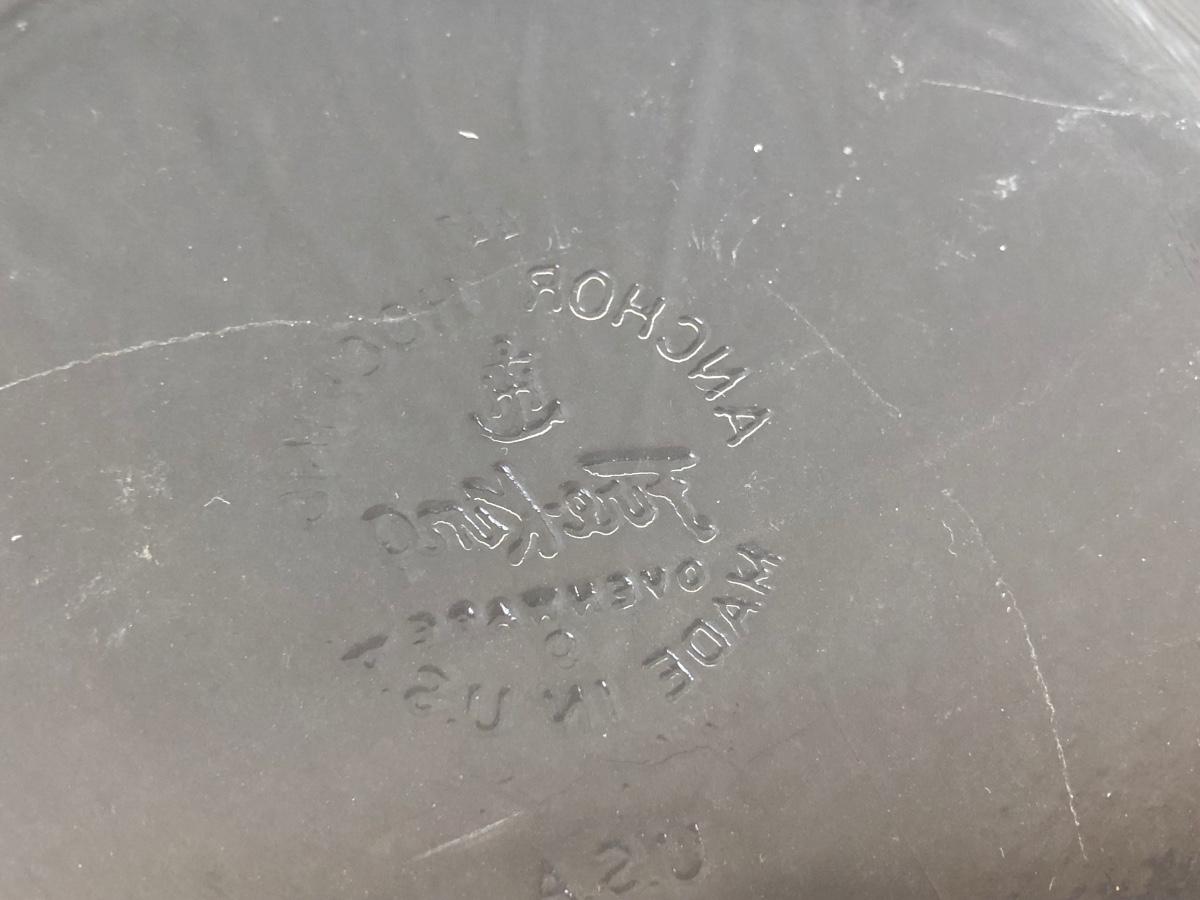 ANCHOR HOCKING
Fire-King
OVENWARE
MADE IN U.S.A